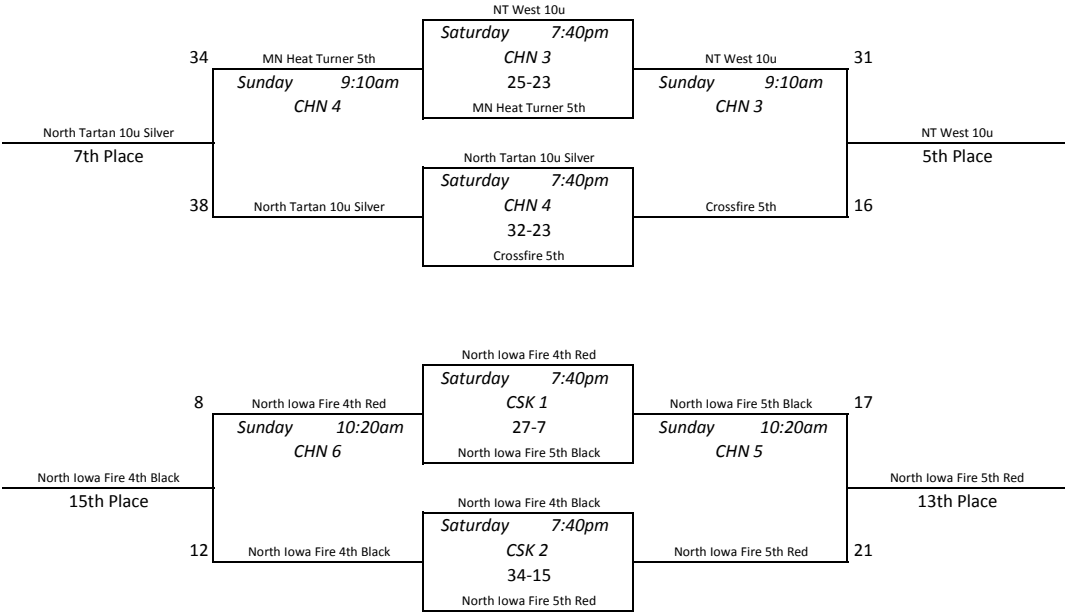 NT West 10u
Saturday 7:40pm
34 MN Heat Turner 5th CHN 3 NT West 10u 31
Sunday 9:10am 25-23 Sunday 9:10am
CHN 4 MN Heat Turner 5th CHN 3
North Tartan 10u Silver NT West 10u
7th Place North Tartan 10u Silver 5th Place
Saturday 7:40pm
38 North Tartan 10u Silver CHN 4 Crossfire 5th 16
32-23
Crossfire 5th
North Iowa Fire 4th Red
Saturday 7:40pm
8 North Iowa Fire 4th Red CSK 1 North Iowa Fire 5th Black 17
Sunday 10:20am 27-7 Sunday 10:20am
CHN 6 North Iowa Fire 5th Black CHN 5
North Iowa Fire 4th Black North Iowa Fire 5th Red
15th Place North Iowa Fire 4th Black 13th Place
Saturday 7:40pm
12 North Iowa Fire 4th Black CSK 2 North Iowa Fire 5th Red 21
34-15
North Iowa Fire 5th Red